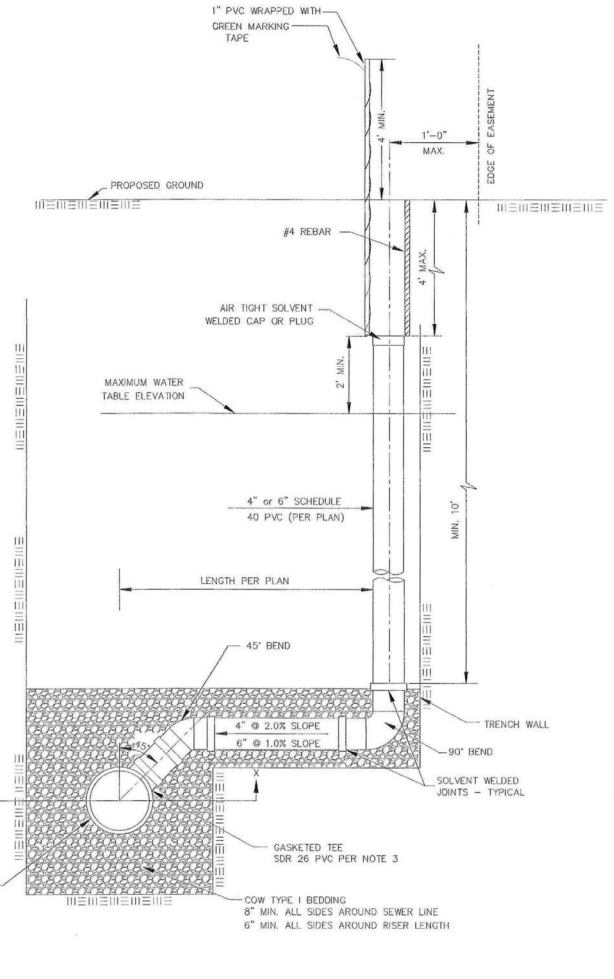 1" PVC WRAPPED WITH
GREEN MARKING
TAPE
4' MIN.
1'-0"
MAX.
EDGE OF EASEMENT
PROPOSED GROUND
#4 REBAR
4' MAX.
AIR TIGHT SOLVENT
WELDED CAP OR PLUG
2' MIN.
MAXIMUM WATER
TABLE ELEVATION
4" or 6" SCHEDULE
40 PVC (PER PLAN)
MIN. 10'
LENGTH PER PLAN
45° BEND
4" @ 2.0% SLOPE
6" @ 1.0% SLOPE
45°
TRENCH WALL
90° BEND
X
SOLVENT WELDED
JOINTS - TYPICAL
GASKETED TEE
SDR 26 PVC PER NOTE 3
COW TYPE I BEDDING
8" MIN. ALL SIDES AROUND SEWER LINE
6" MIN. ALL SIDES AROUND RISER LENGTH